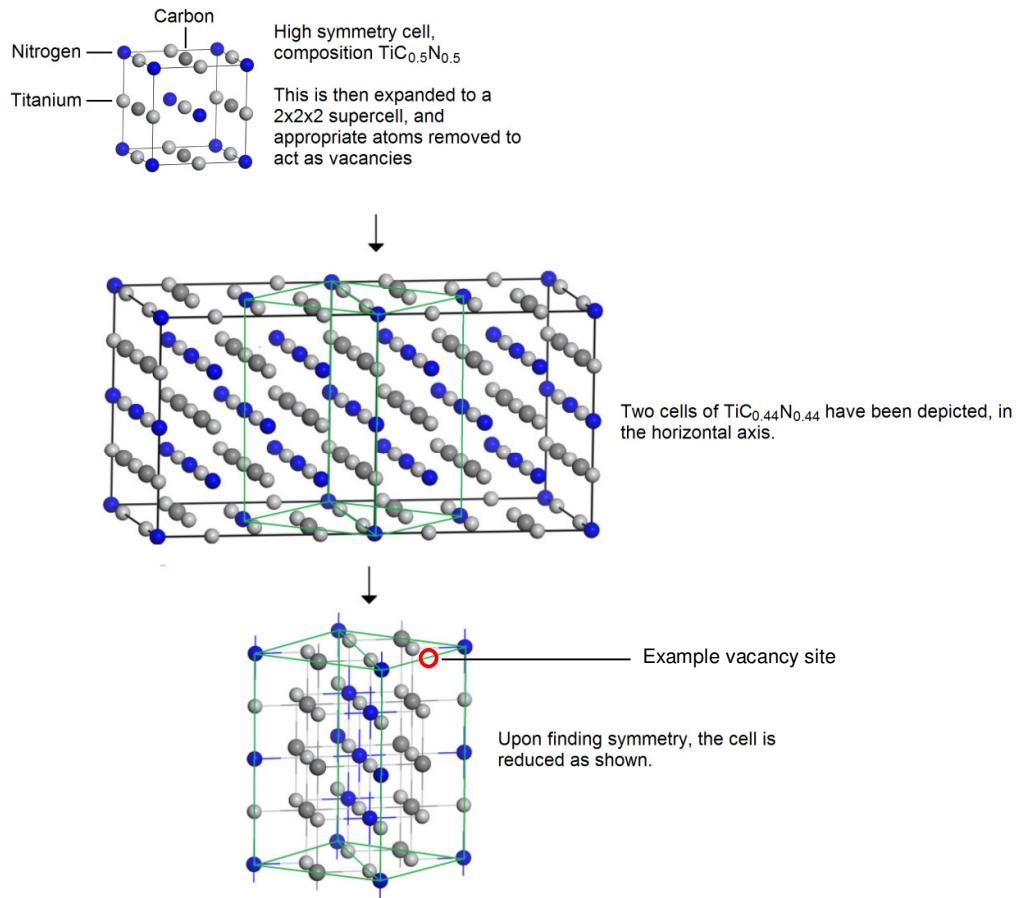 Carbon
Nitrogen
Titanium
High symmetry cell,
composition TiC0.5N0.5
This is then expanded to a
2x2x2 supercell, and
appropriate atoms removed to
act as vacancies
Two cells of TiC0.44N0.44 have been depicted, in
the horizontal axis.
Example vacancy site
Upon finding symmetry, the cell is
reduced as shown.